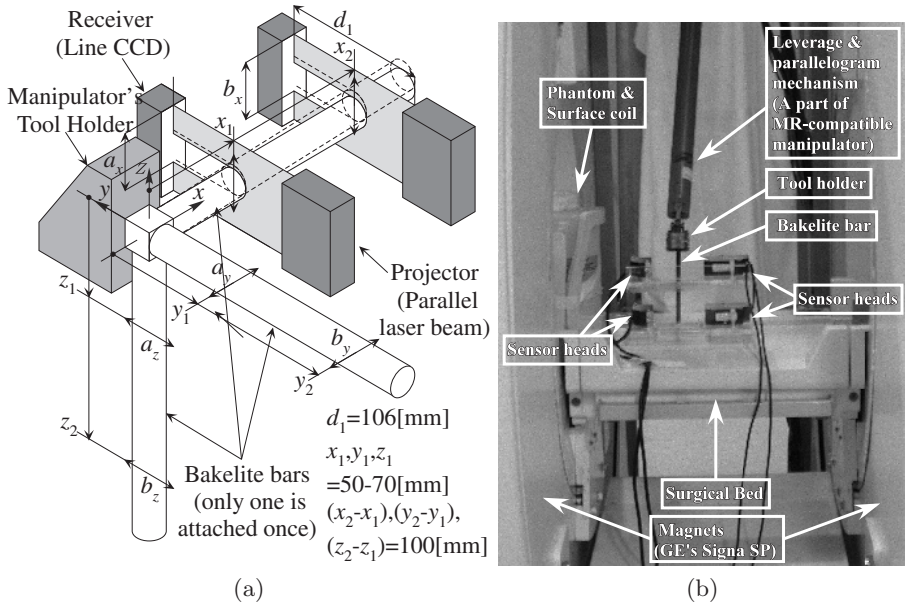 Receiver
(Line CCD)
Manipulator's
Tool Holder
d1
x2
bx
x1
ax
z
y
x
Projector
(Parallel
laser beam)
z1
y1
ay
az
by
y2
z2
bz
Bakelite bars
(only one is
attached once)
d1=106[mm]
x1,y1,z1
=50-70[mm]
(x2-x1),(y2-y1),
(z2-z1)=100[mm]
(a)
Phantom &
Surface coil
Leverage &
parallelogram
mechanism
(A part of
MR-compatible
manipulator)
Tool holder
Bakelite bar
Sensor heads
Sensor heads
Surgical Bed
Magnets
(GE's Signa SP)
(b)